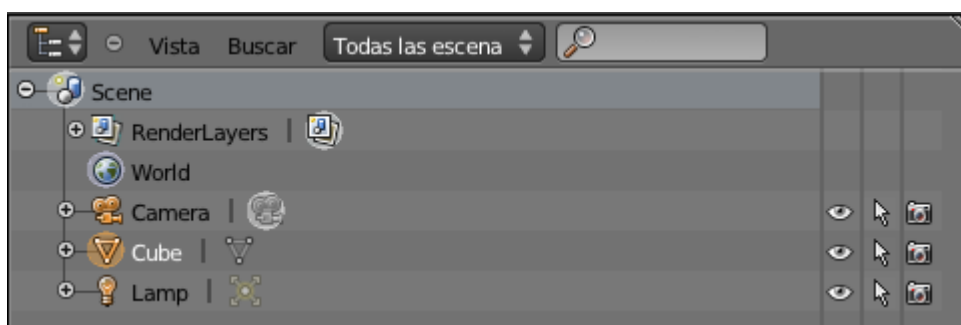 Vista Buscar Todas las escena
Scene
RenderLayers
World
Camera
Cube
Lamp